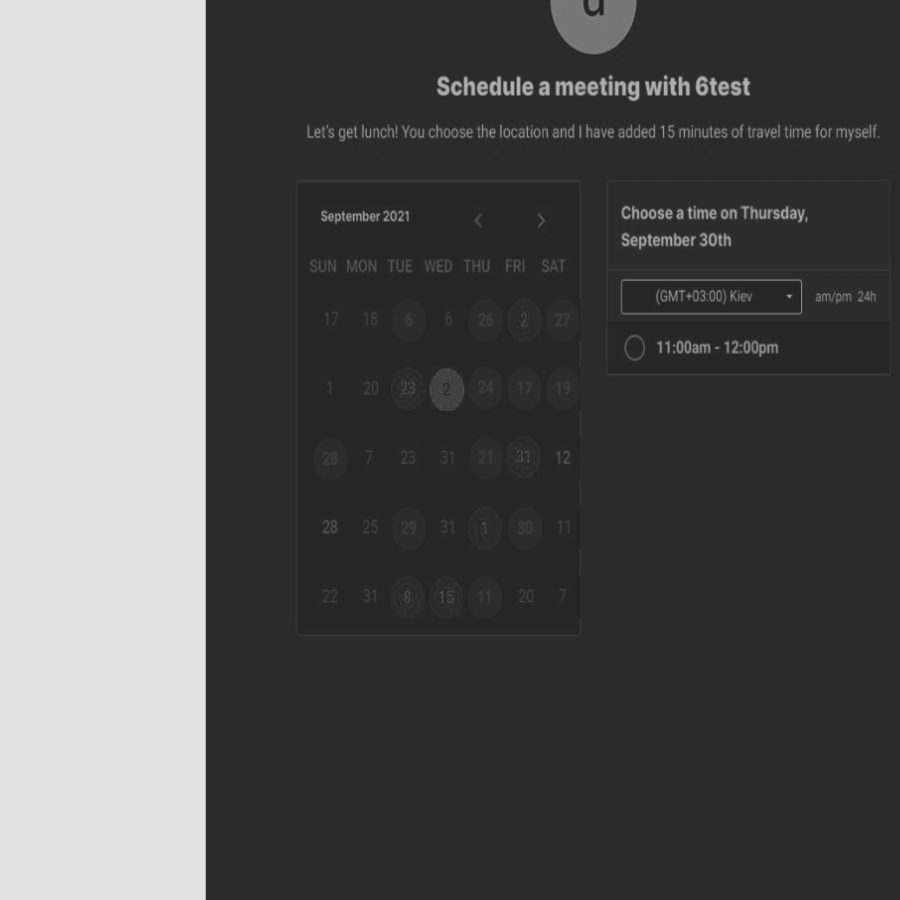 d
Schedule a meeting with 6test
Let's get lunch! You choose the location and I have added 15 minutes of travel time for myself.
September 2021
SUN MON TUE WED THU FRI SAT
17 18 6 6 26 2 27
1 20 23 2 24 17 19
28 7 23 31 21 31 12
28 25 29 31 1 30 11
22 31 8 15 11 20 7
Choose a time on Thursday,
September 30th
(GMT+03:00) Kiev am/pm 24h
11:00am - 12:00pm